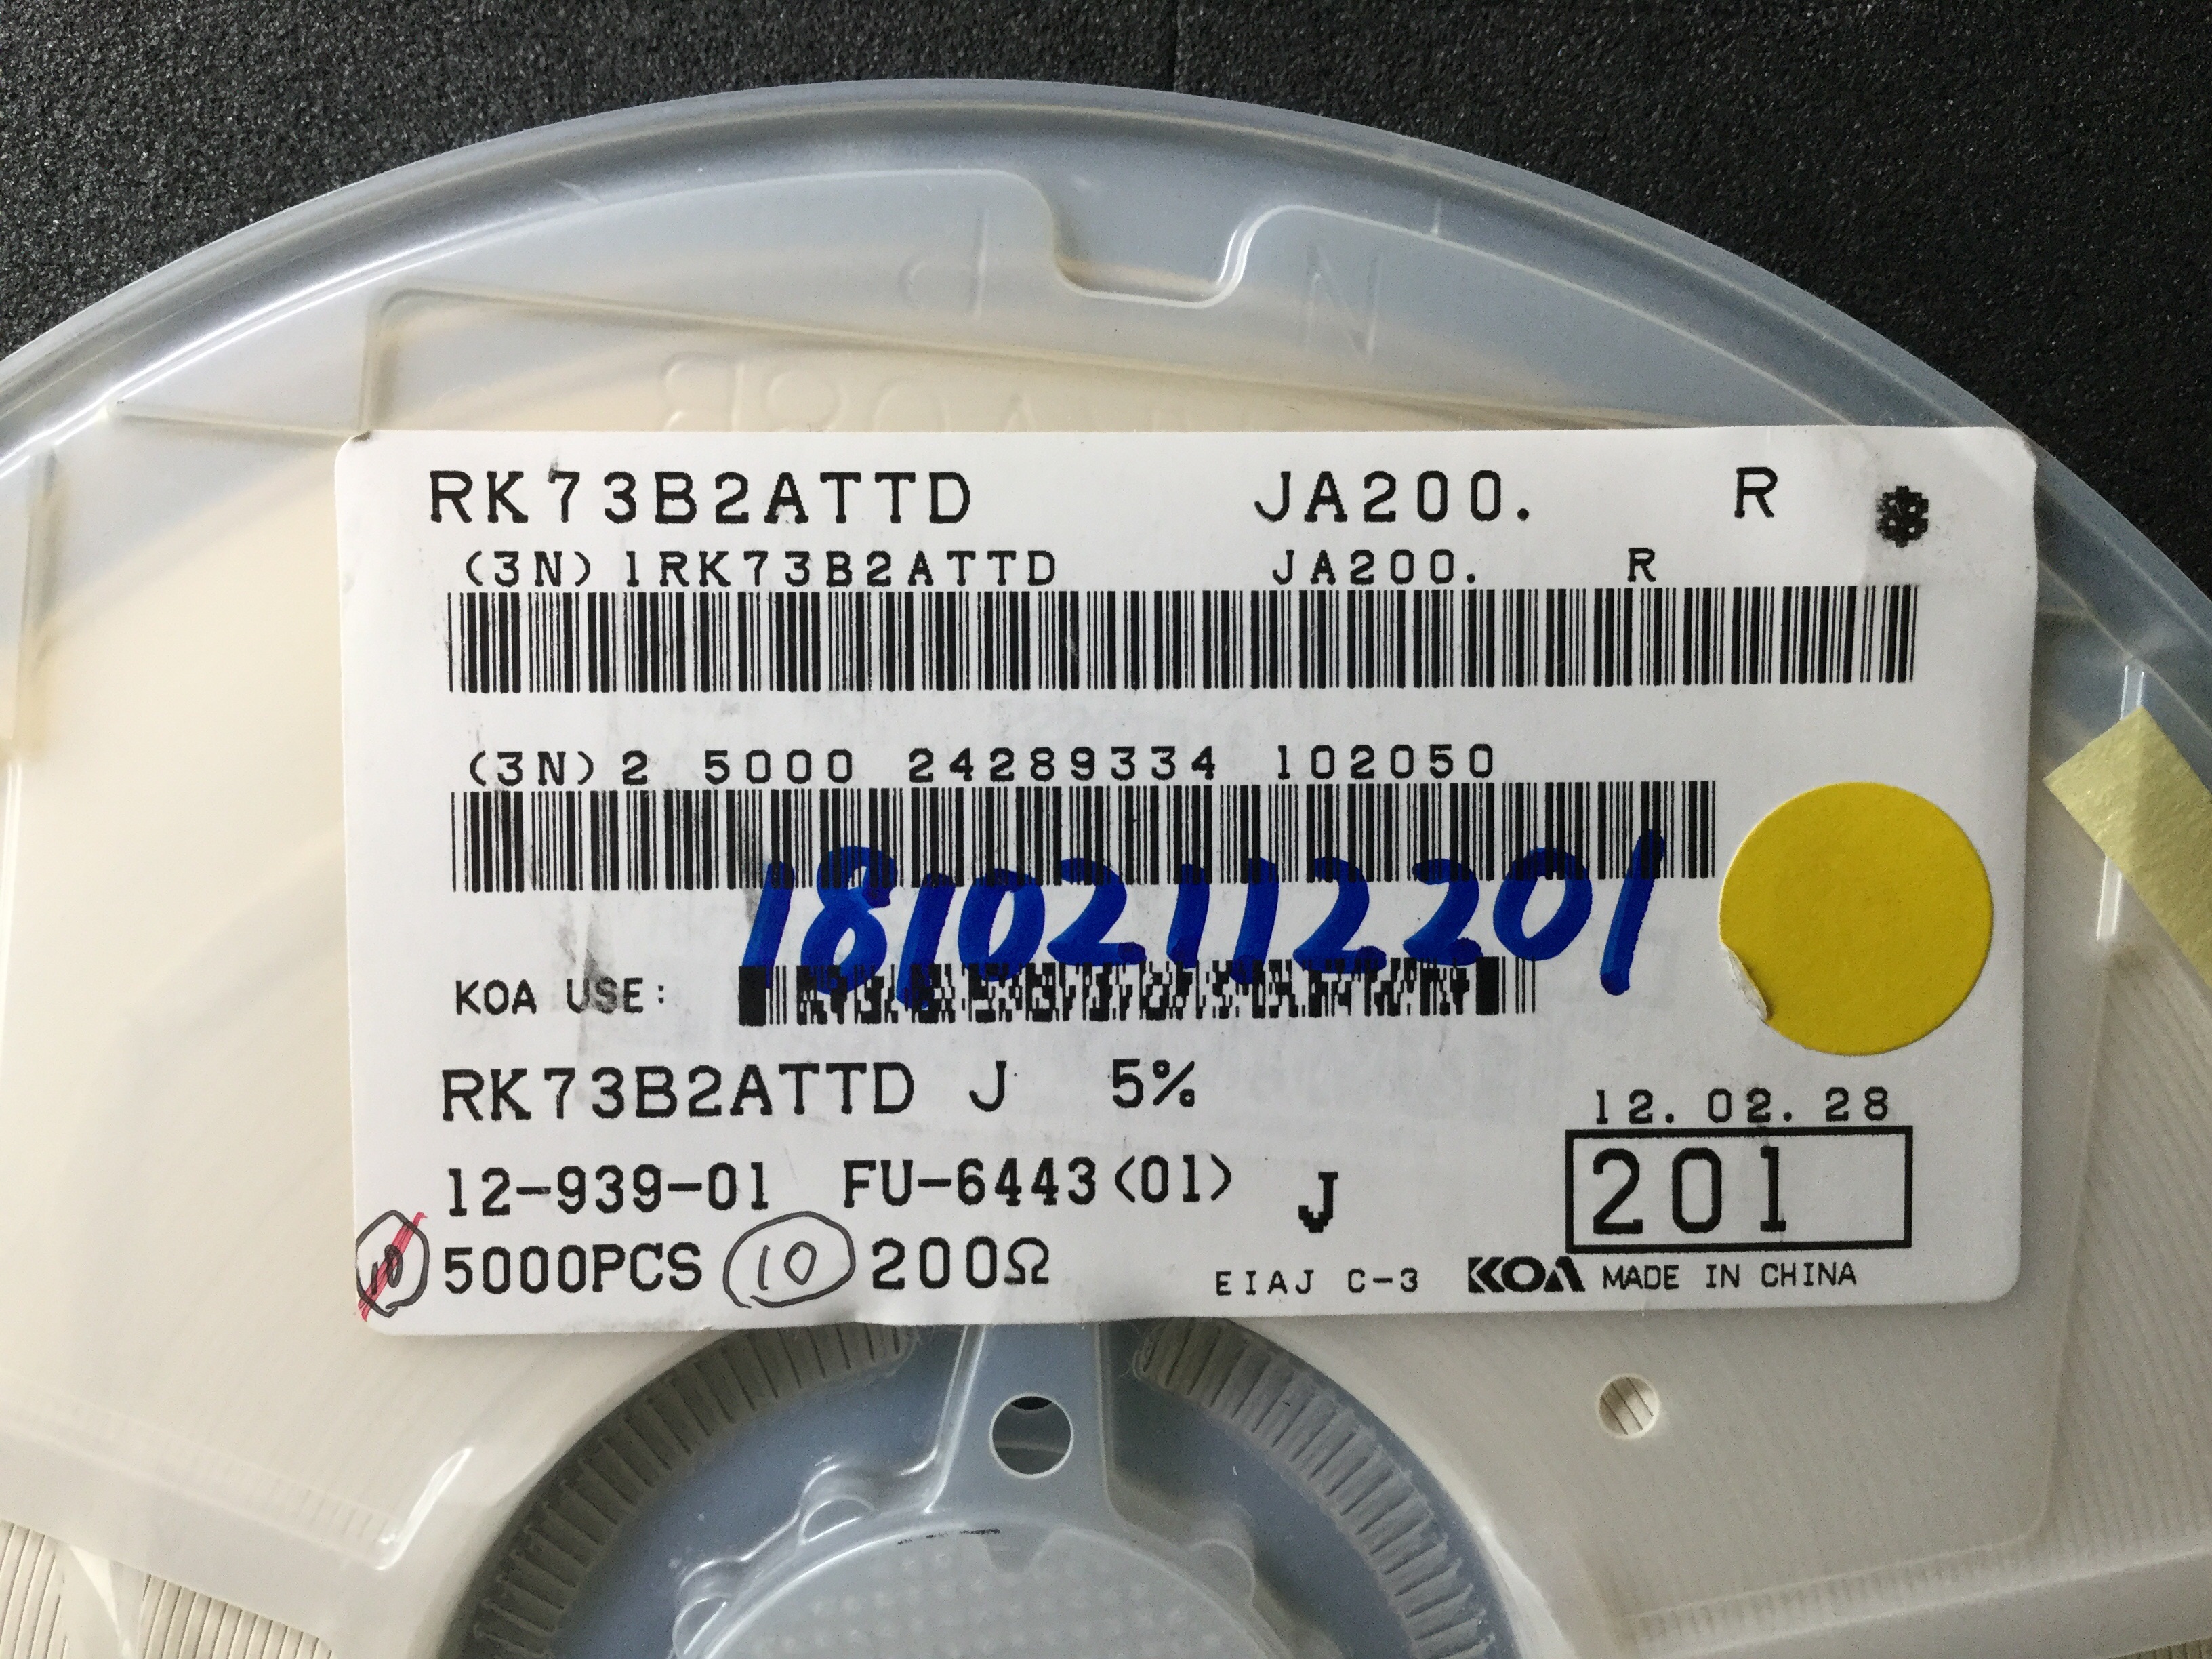 P N
RK73B2ATTD JA200. R *
(3N)1RK73B2ATTD JA200. R
(3N)2 5000 24289334 102050
18102112201
KOA USE:
RK73B2ATTD J 5%
12.02.28
12-939-01 FU-6443(01) J 201
10 5000PCS 10 200Ω EIAJ C-3 KOA MADE IN CHINA